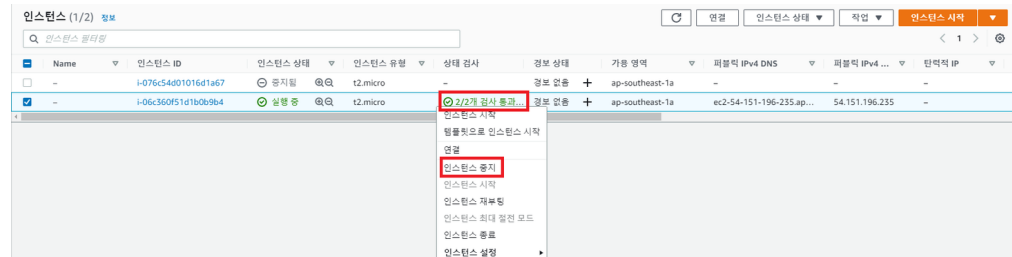 인스턴스 (1/2) 정보
연결 인스턴스 상태 ▼ 작업 ▼ 인스턴스 시작 ▼
인스턴스 필터링
< 1 >
Name 인스턴스 ID 인스턴스 상태 인스턴스 유형 상태 검사 경보 상태 가용 영역 퍼블릭 IPv4 DNS 퍼블릭 IPv4 ... 탄력적 IP
– i-076c54d01016d1a67 중지됨 t2.micro – 경보 없음 + ap-southeast-1a – – –
– i-06c360f51d1b0b9b4 실행 중 t2.micro 2/2개 검사 통과... 경보 없음 + ap-southeast-1a ec2-54-151-196-235.ap... 54.151.196.235 –
인스턴스 시작
템플릿으로 인스턴스 시작
연결
인스턴스 중지
인스턴스 시작
인스턴스 재부팅
인스턴스 최대 절전 모드
인스턴스 종료
인스턴스 설정